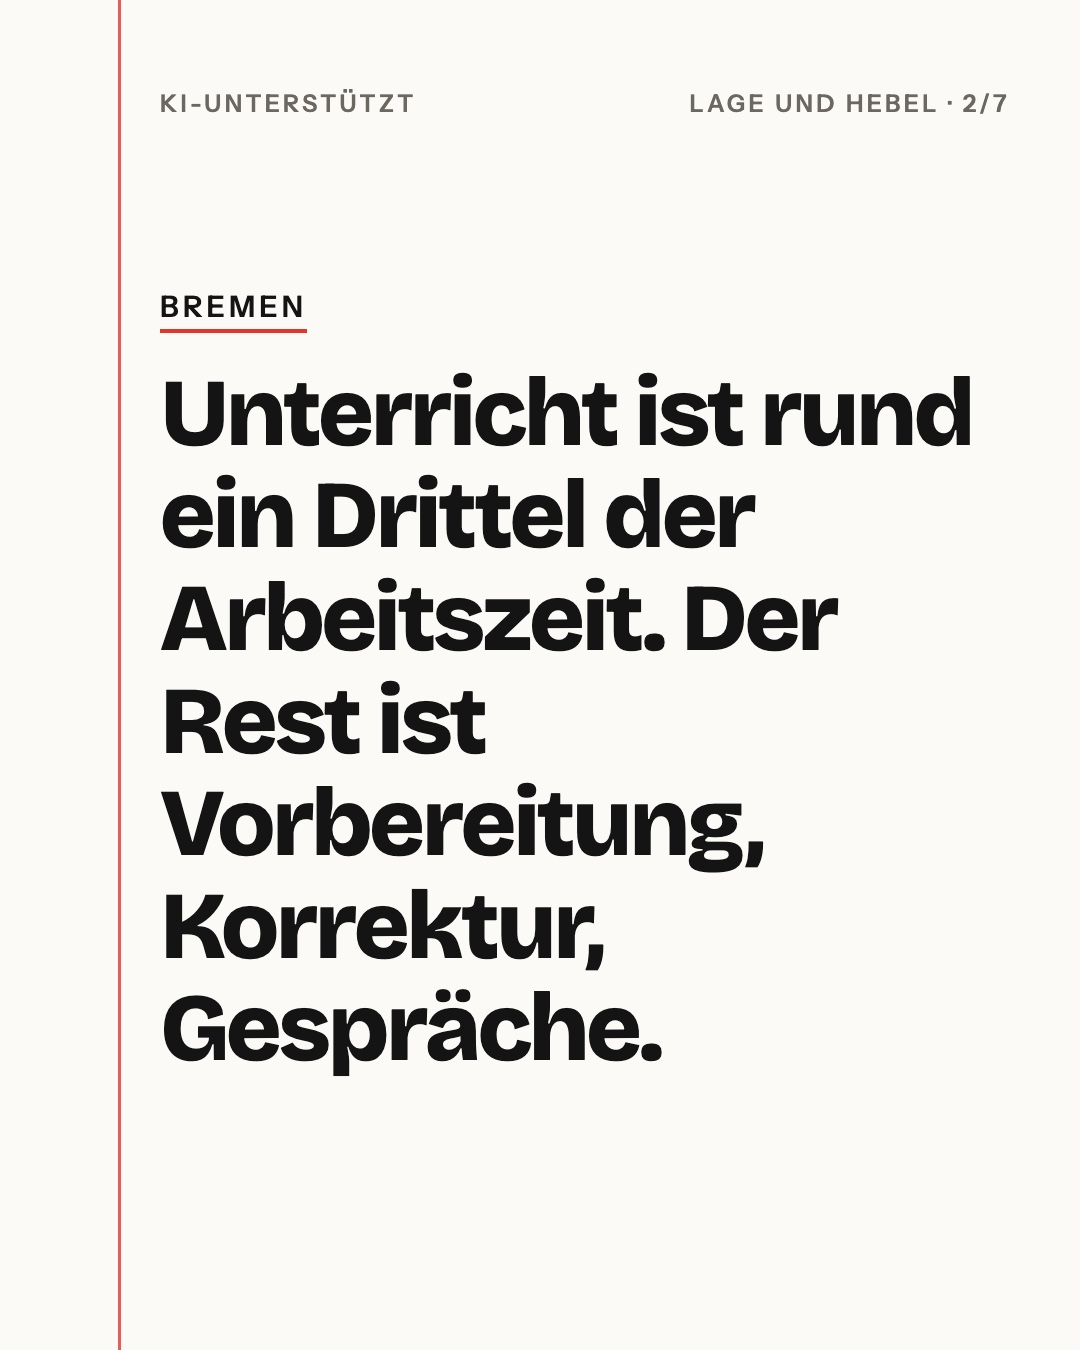 KI-UNTERSTÜTZT
LAGE UND HEBEL · 2/7
BREMEN
Unterricht ist rund
ein Drittel der
Arbeitszeit. Der
Rest ist
Vorbereitung,
Korrektur,
Gespräche.